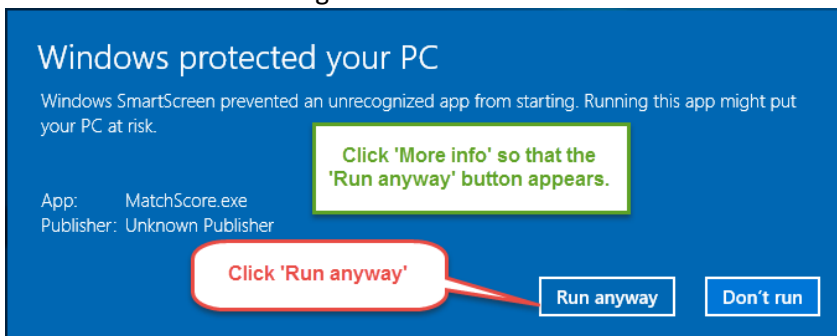 Windows protected your PC
Windows SmartScreen prevented an unrecognized app from starting. Running this app might put
your PC at risk.
Click 'More info' so that the
'Run anyway' button appears.
App: MatchScore.exe
Publisher: Unknown Publisher
Click 'Run anyway'
Run anyway
Don't run